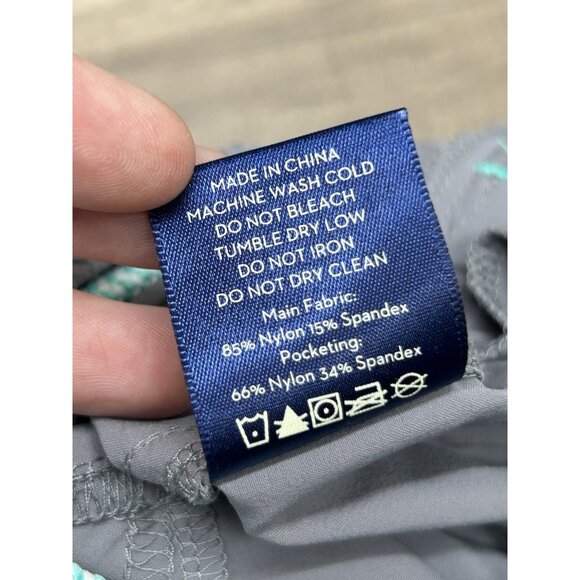 MADE IN CHINA
MACHINE WASH COLD
DO NOT BLEACH
TUMBLE DRY LOW
DO NOT IRON
DO NOT DRY CLEAN
Main Fabric:
85% Nylon 15% Spandex
Pocketing:
66% Nylon 34% Spandex